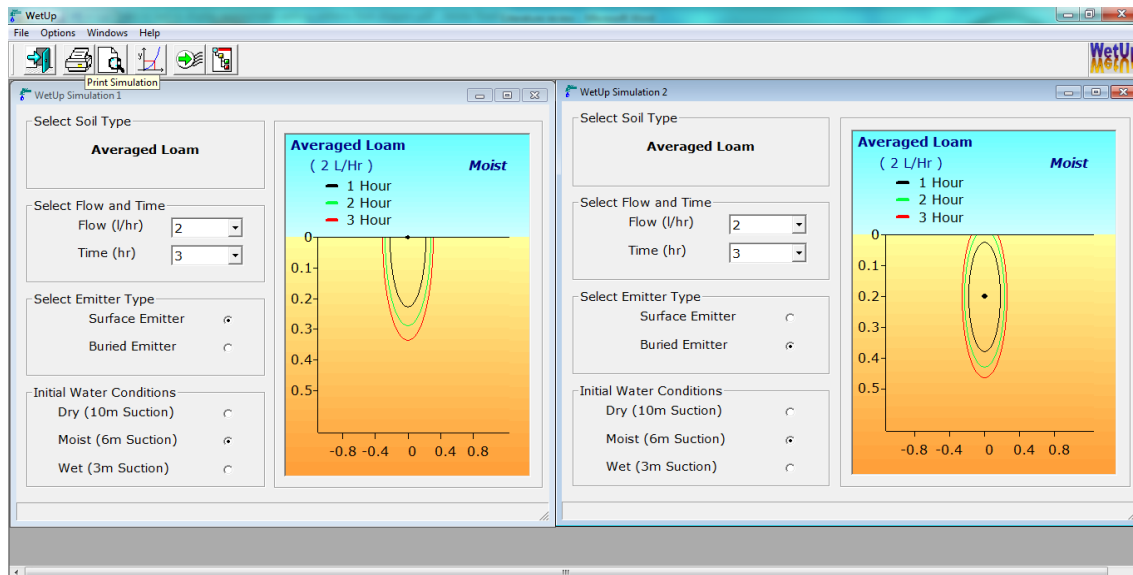 WetUp
File Options Windows Help
WetUp
Print Simulation
WetUp Simulation 1
Select Soil Type
Averaged Loam
Select Flow and Time
Flow (l/hr) 2
Time (hr) 3
Select Emitter Type
Surface Emitter
Buried Emitter
Initial Water Conditions
Dry (10m Suction)
Moist (6m Suction)
Wet (3m Suction)
Averaged Loam
( 2 L/Hr ) Moist
1 Hour
2 Hour
3 Hour
0
0.1
0.2
0.3
0.4
0.5
-0.8 -0.4 0 0.4 0.8
WetUp Simulation 2
Select Soil Type
Averaged Loam
Select Flow and Time
Flow (l/hr) 2
Time (hr) 3
Select Emitter Type
Surface Emitter
Buried Emitter
Initial Water Conditions
Dry (10m Suction)
Moist (6m Suction)
Wet (3m Suction)
Averaged Loam
( 2 L/Hr ) Moist
1 Hour
2 Hour
3 Hour
0
0.1
0.2
0.3
0.4
0.5
-0.8 -0.4 0 0.4 0.8